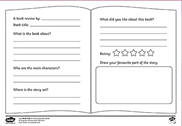 A book review by:
Book title:
What is the book about?
Who are the main characters?
Where is the story set?
What did you like about this book?
Rating:
Draw your favourite part of the story.